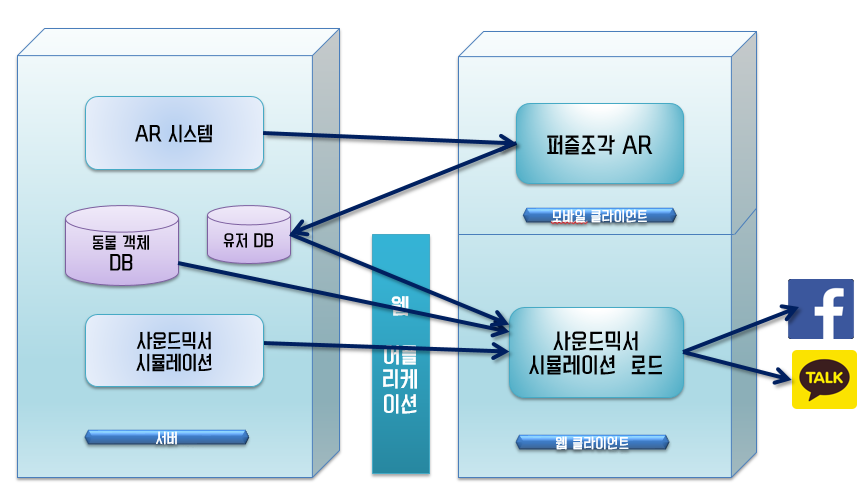 AR 시스템
퍼즐조각 AR
모바일 클라이언트
동물 객체
DB
유저 DB
웹
어플
리케
이션
사운드믹서
시뮬레이션
사운드믹서
시뮬레이션 로드
서버
웹 클라이언트
f
TALK